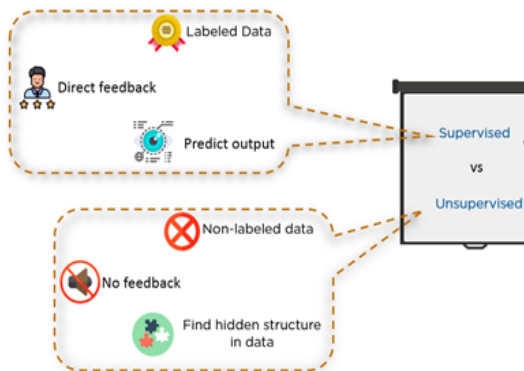 Labeled Data
Direct feedback
Predict output
Supervised
vs
Unsupervised
Non-labeled data
No feedback
Find hidden structure
in data